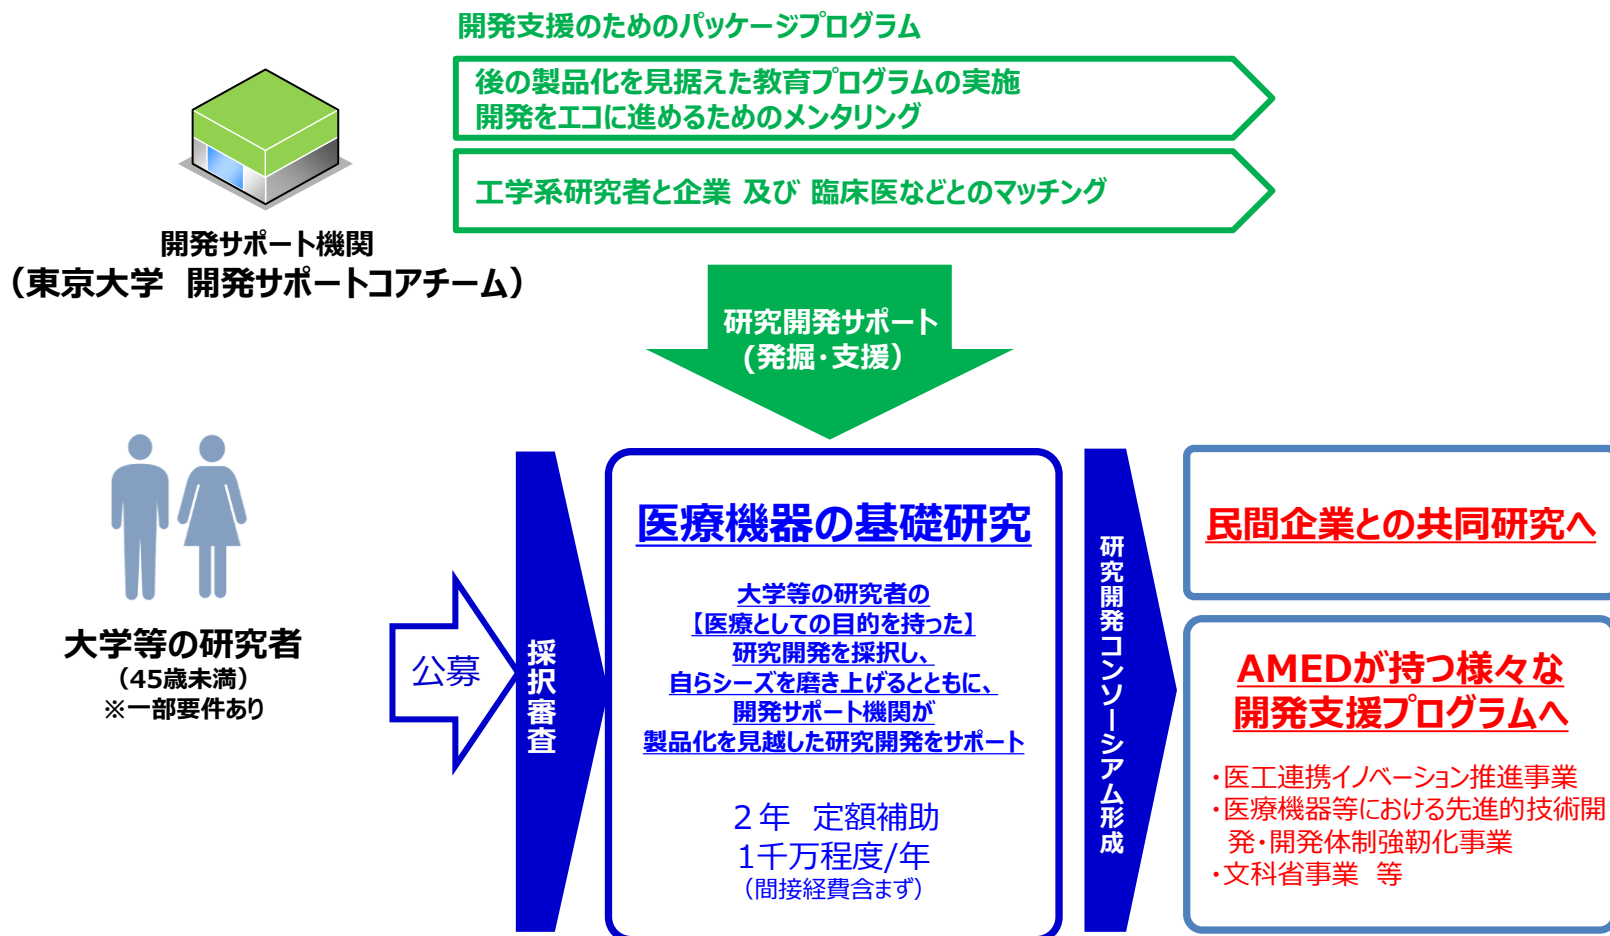 開発支援のためのパッケージプログラム
後の製品化を見据えた教育プログラムの実施
開発をエコに進めるためのメンタリング
工学系研究者と企業 及び 臨床医などとのマッチング
開発サポート機関
（東京大学　開発サポートコアチーム）
研究開発サポート
(発掘・支援）
大学等の研究者
（45歳未満）
※一部要件あり
公募
採択審査
医療機器の基礎研究
大学等の研究者の
【医療としての目的を持った】
研究開発を採択し、
自らシーズを磨き上げるとともに、
開発サポート機関が
製品化を見越した研究開発をサポート
２年　定額補助
1千万程度/年
（間接経費含まず）
研究開発コンソーシアム形成
民間企業との共同研究へ
AMEDが持つ様々な
開発支援プログラムへ
・医工連携イノベーション推進事業
・医療機器等における先進的技術開
発・開発体制強靭化事業
・文科省事業　等